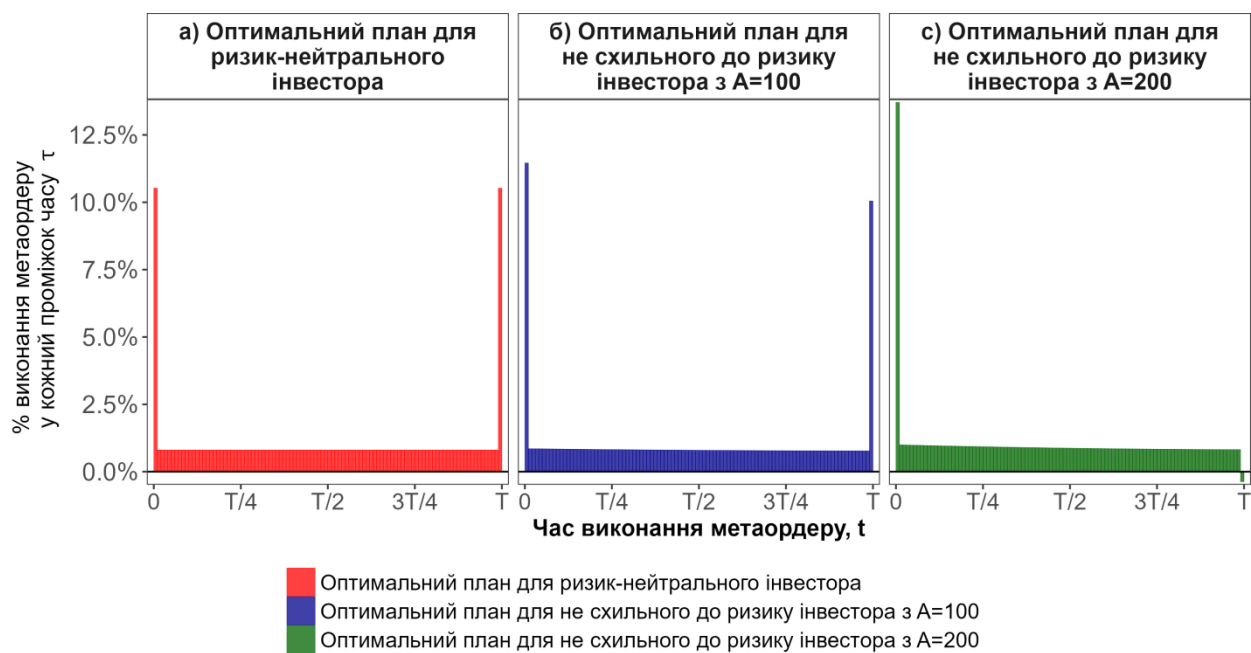 а) Оптимальний план для
ризик-нейтрального
інвестора
б) Оптимальний план для
не схильного до ризику
інвестора з А=100
с) Оптимальний план для
не схильного до ризику
інвестора з А=200
% виконання метаордеру
у кожний проміжок часу τ
12.5%
10.0%
7.5%
5.0%
2.5%
0.0%
0 T/4 T/2 3T/4 T
0 T/4 T/2 3T/4 T
0 T/4 T/2 3T/4 T
Час виконання метаордеру, t
Оптимальний план для ризик-нейтрального інвестора
Оптимальний план для не схильного до ризику інвестора з А=100
Оптимальний план для не схильного до ризику інвестора з А=200